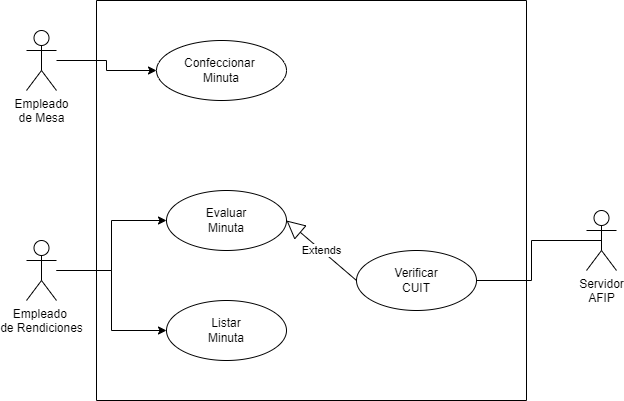 Confeccionar
Minuta
Empleado
de Mesa
Evaluar
Minuta
Extends
Verificar
CUIT
Servidor
AFIP
Empleado
de Rendiciones
Listar
Minuta